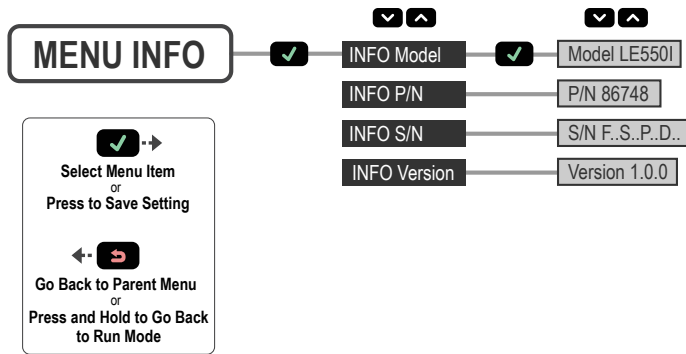 MENU INFO
INFO Model
Model LE550I
INFO P/N
P/N 86748
INFO S/N
S/N F..S..P..D..
INFO Version
Version 1.0.0
Select Menu Item
or
Press to Save Setting
Go Back to Parent Menu
or
Press and Hold to Go Back
to Run Mode